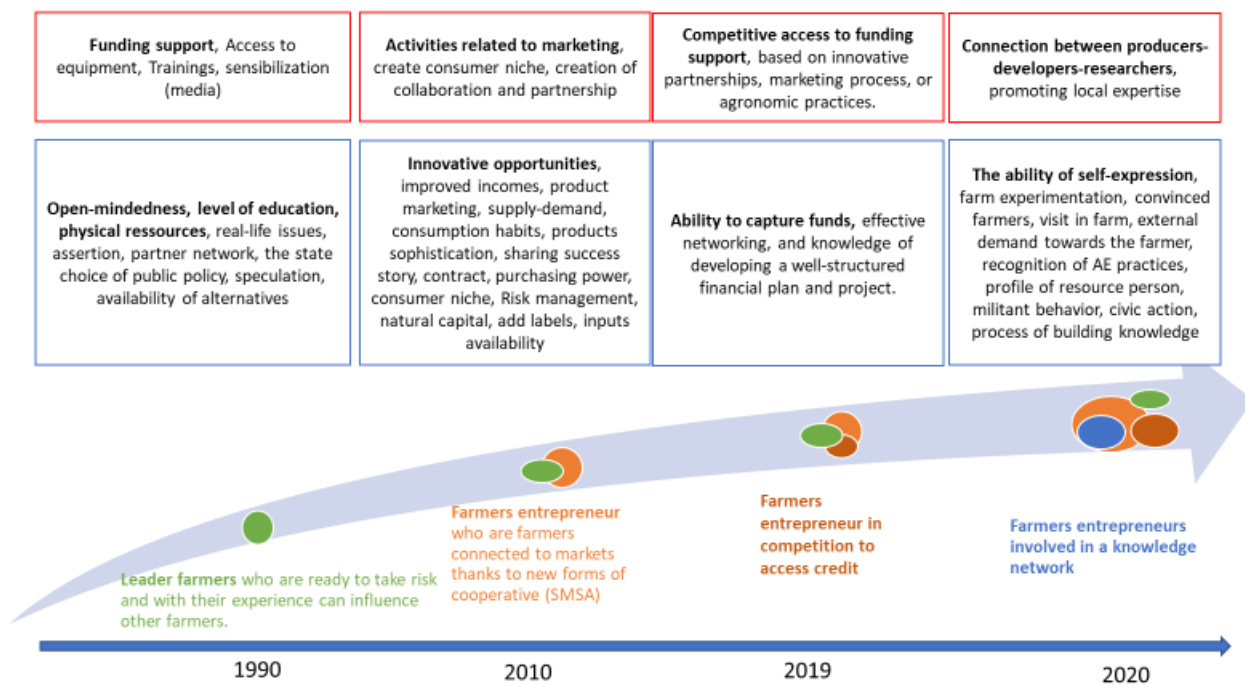 Funding support, Access to
equipment, Trainings, sensibilization
(media)
Activities related to marketing,
create consumer niche, creation of
collaboration and partnership
Competitive access to funding
support, based on innovative
partnerships, marketing process, or
agronomic practices.
Connection between producers-
developers-researchers,
promoting local expertise
Open-mindedness, level of education,
physical ressources, real-life issues,
assertion, partner network, the state
choice of public policy, speculation,
availability of alternatives
Innovative opportunities,
improved incomes, product
marketing, supply-demand,
consumption habits, products
sophistication, sharing success
story, contract, purchasing power,
consumer niche, Risk management,
natural capital, add labels, inputs
availability
Ability to capture funds, effective
networking, and knowledge of
developing a well-structured
financial plan and project.
The ability of self-expression,
farm experimentation, convinced
farmers, visit in farm, external
demand towards the farmer,
recognition of AE practices,
profile of resource person,
militant behavior, civic action,
process of building knowledge
Leader farmers who are ready to take risk
and with their experience can influence
other farmers.
Farmers entrepreneur
who are farmers
connected to markets
thanks to new forms of
cooperative (SMSA)
Farmers
entrepreneur in
competition to
access credit
Farmers entrepreneurs
involved in a knowledge
network
1990
2010
2019
2020